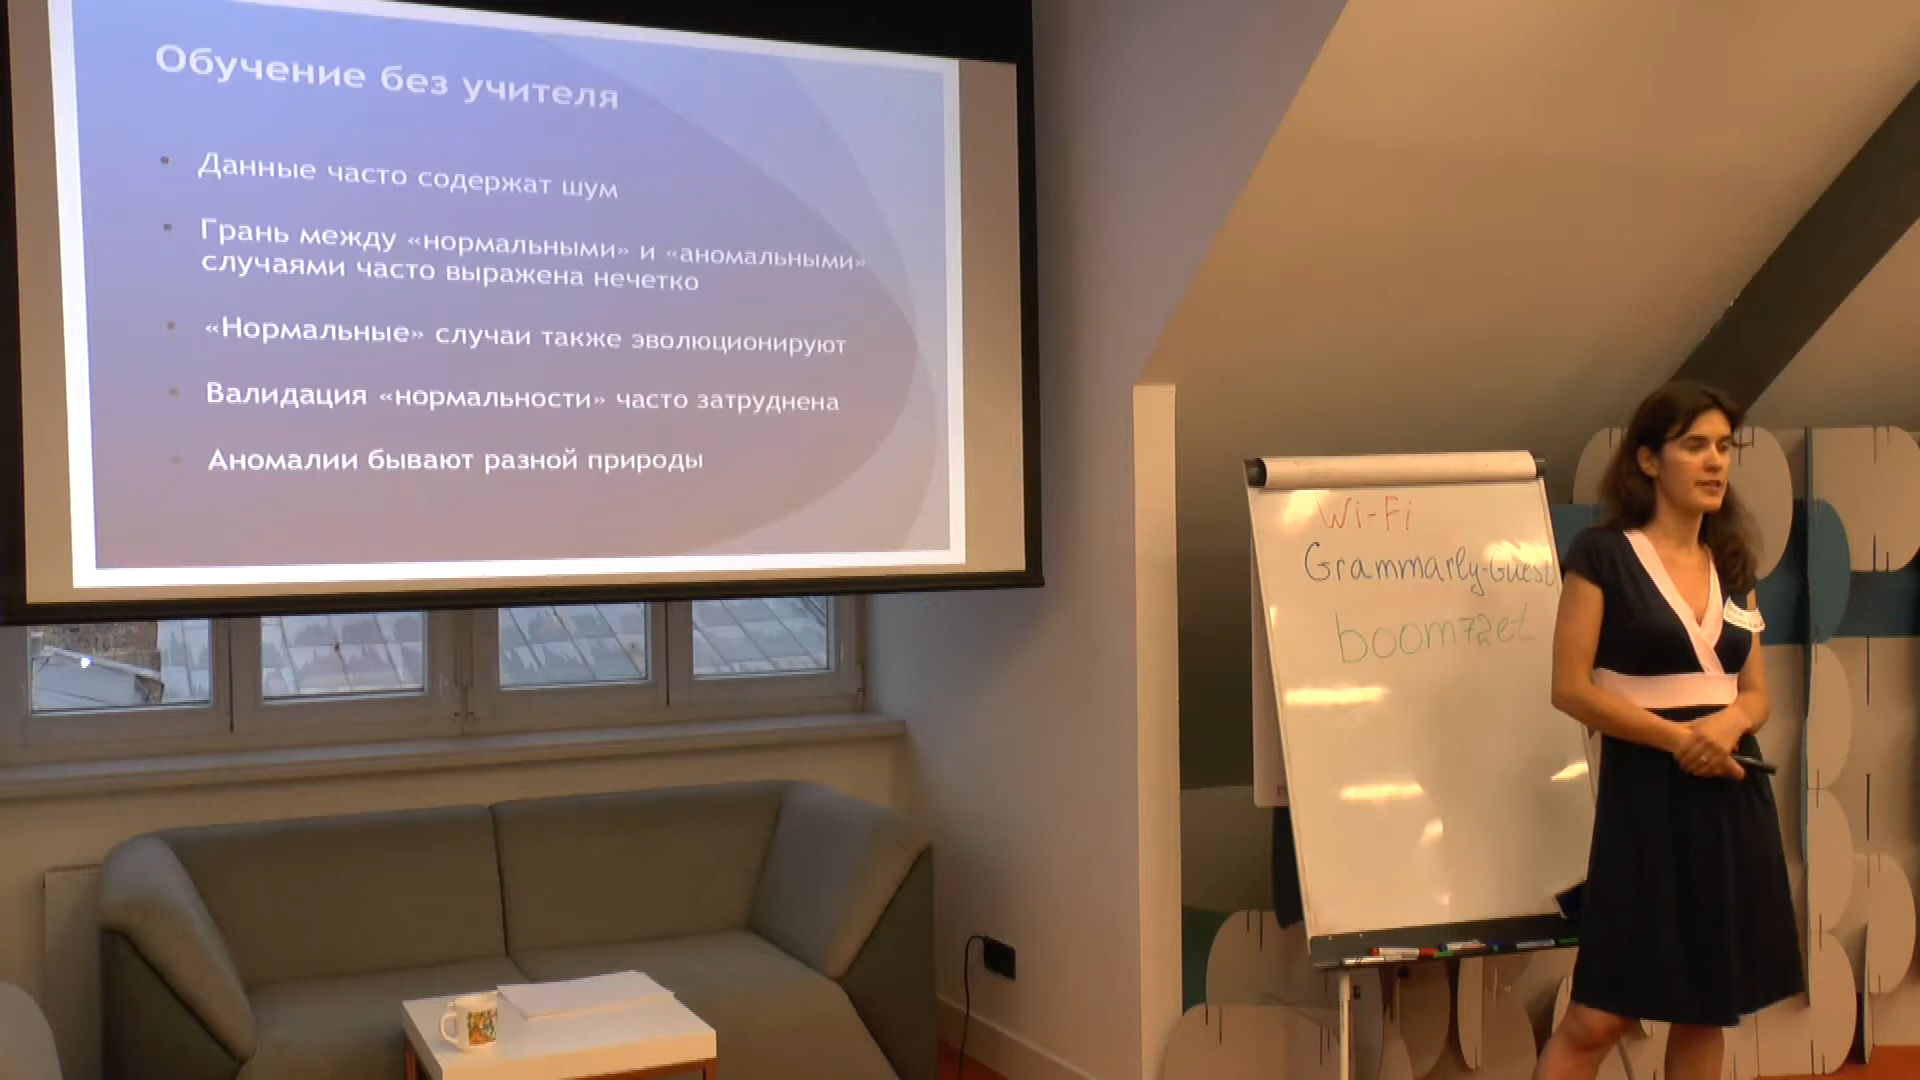 Обучение без учителя
• Данные часто содержат шум
• Грань между «нормальными» и «аномальными»
случаями часто выражена нечетко
• «Нормальные» случаи также эволюционируют
• Валидация «нормальности» часто затруднена
• Аномалии бывают разной природы
Wi-Fi
Grammarly-Guest
boom72et